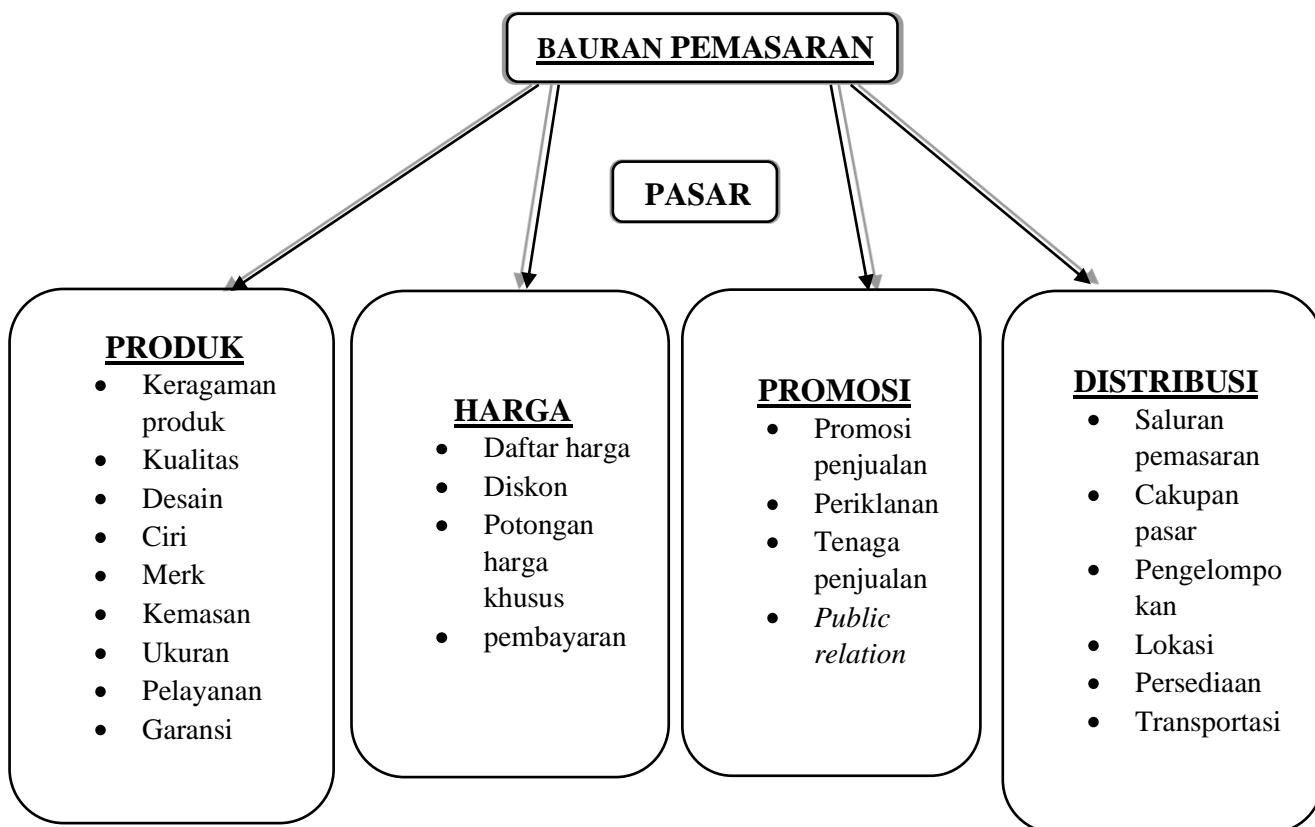 BAURAN PEMASARAN
PASAR
PRODUK
• Keragaman
produk
• Kualitas
• Desain
• Ciri
• Merk
• Kemasan
• Ukuran
• Pelayanan
• Garansi
HARGA
• Daftar harga
• Diskon
• Potongan
harga
khusus
• pembayaran
PROMOSI
• Promosi
penjualan
• Periklanan
• Tenaga
penjualan
• Public
relation
DISTRIBUSI
• Saluran
pemasaran
• Cakupan
pasar
• Pengelompo
kan
• Lokasi
• Persediaan
• Transportasi